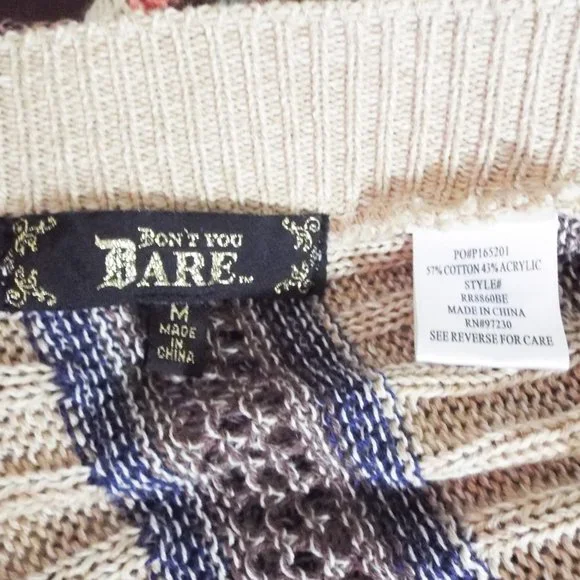 DON'T YOU
BARE™
M
MADE
IN
CHINA
PO#P165201
57% COTTON 43% ACRYLIC
STYLE#
RR8860BE
MADE IN CHINA
RN#97230
SEE REVERSE FOR CARE